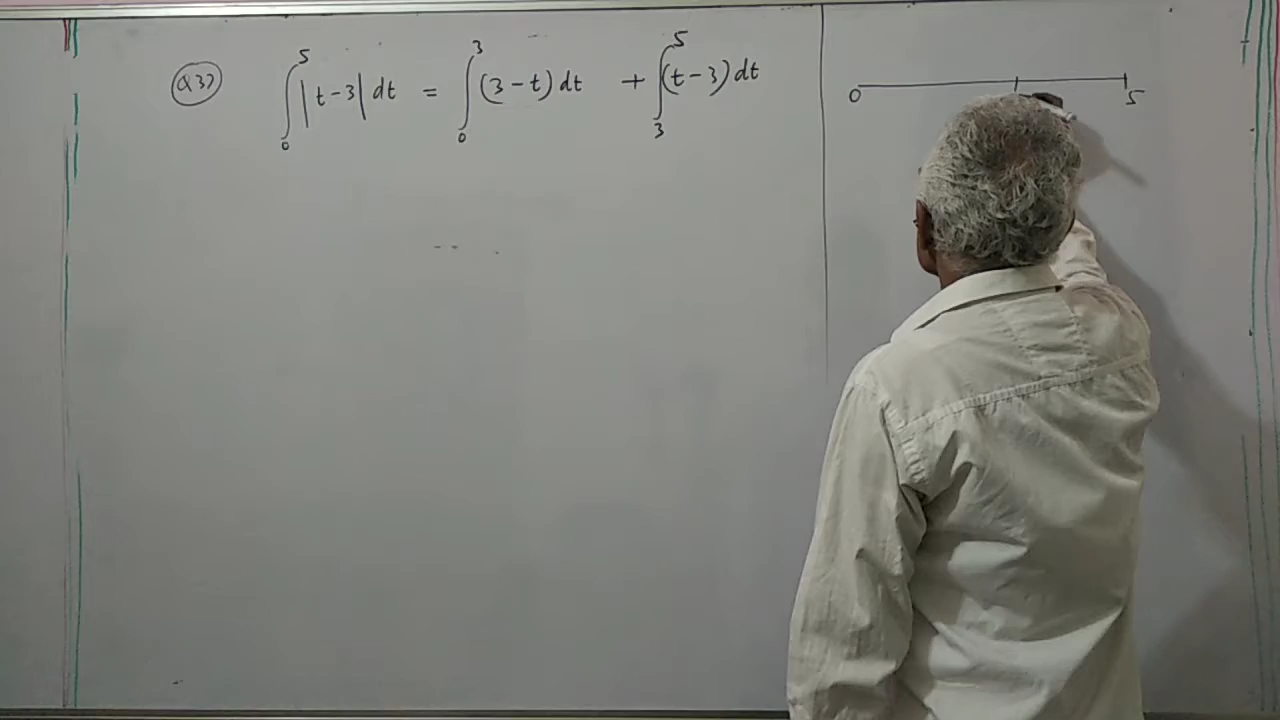 Q37 ∫₀⁵ |t-3| dt = ∫₀³ (3-t) dt + ∫₃⁵ (t-3) dt
0 5